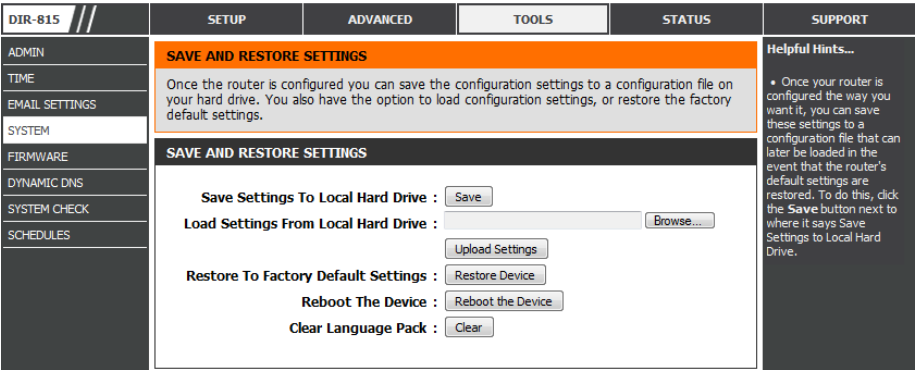 DIR-815
SETUP
ADVANCED
TOOLS
STATUS
SUPPORT
ADMIN
TIME
EMAIL SETTINGS
SYSTEM
FIRMWARE
DYNAMIC DNS
SYSTEM CHECK
SCHEDULES
SAVE AND RESTORE SETTINGS
Once the router is configured you can save the configuration settings to a configuration file on
your hard drive. You also have the option to load configuration settings, or restore the factory
default settings.
SAVE AND RESTORE SETTINGS
Save Settings To Local Hard Drive : Save
Load Settings From Local Hard Drive : Browse...
Upload Settings
Restore To Factory Default Settings : Restore Device
Reboot The Device : Reboot the Device
Clear Language Pack : Clear
Helpful Hints...
• Once your router is
configured the way you
want it, you can save
these settings to a
configuration file that can
later be loaded in the
event that the router's
default settings are
restored. To do this, click
the Save button next to
where it says Save
Settings to Local Hard
Drive.